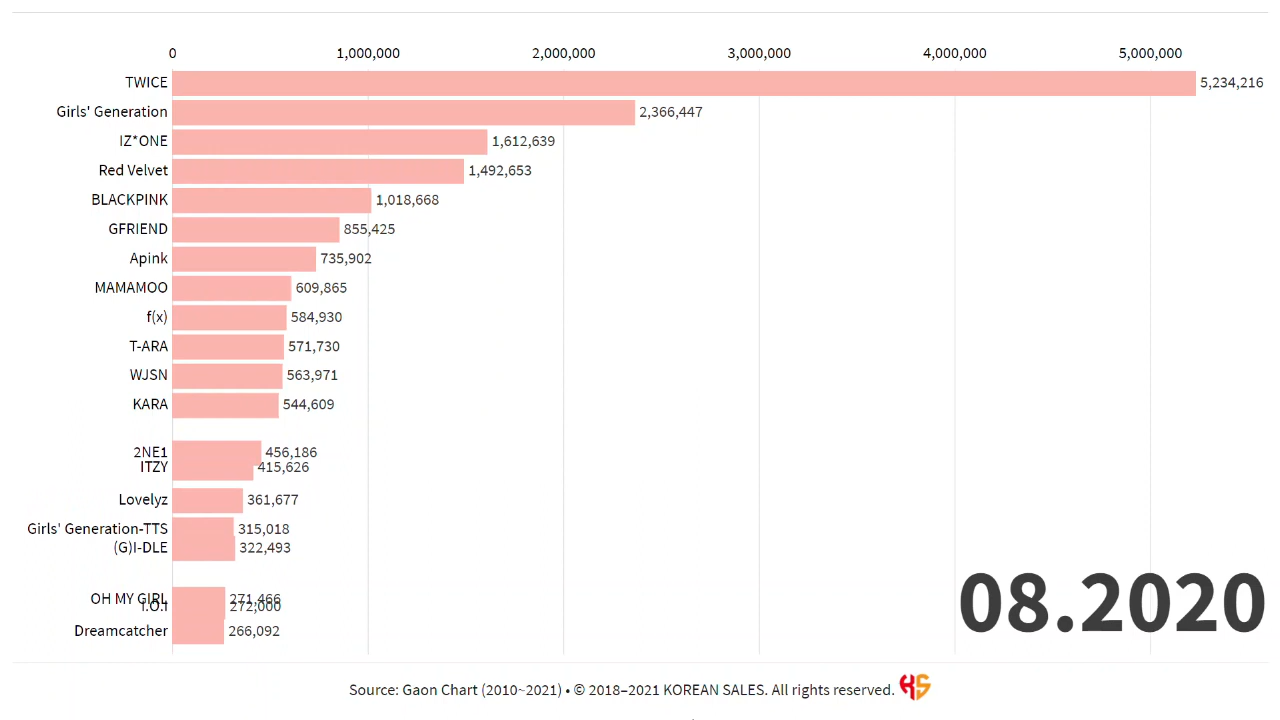 0 1,000,000 2,000,000 3,000,000 4,000,000 5,000,000
TWICE 5,234,216
Girls' Generation 2,366,447
IZ*ONE 1,612,639
Red Velvet 1,492,653
BLACKPINK 1,018,668
GFRIEND 855,425
Apink 735,902
MAMAMOO 609,865
f(x) 584,930
T-ARA 571,730
WJSN 563,971
KARA 544,609
2NE1 456,186
ITZY 415,626
Lovelyz 361,677
Girls' Generation-TTS 315,018
(G)I-DLE 322,493
OH MY GIRL 271,466
I.O.I 272,000
Dreamcatcher 266,092
08.2020
Source: Gaon Chart (2010~2021) • © 2018–2021 KOREAN SALES. All rights reserved. KS